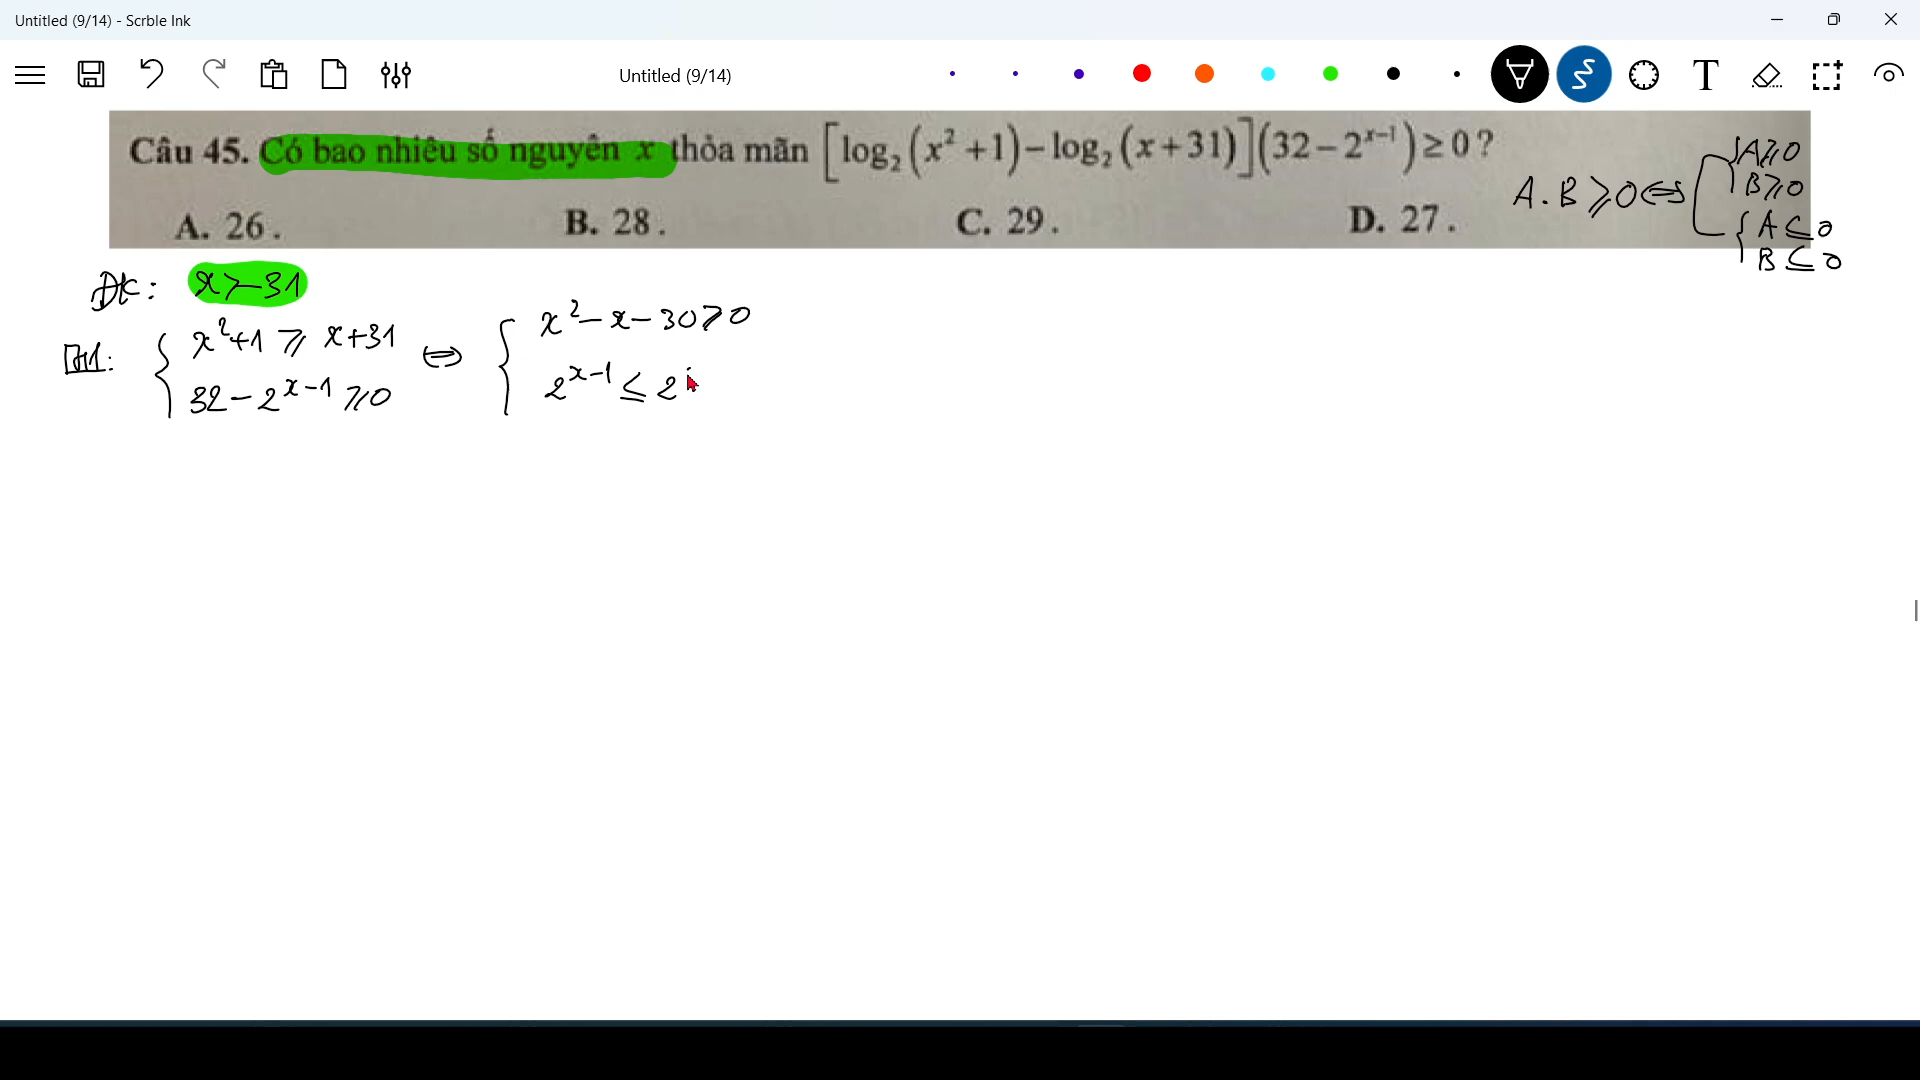 Untitled (9/14) - Scrble Ink
Untitled (9/14)
T
Câu 45. Có bao nhiêu số nguyên x thỏa mãn [log₂(x² + 1) − log₂(x + 31)](32 − 2^{x−1}) ≥ 0 ?
A. 26 .
B. 28 .
C. 29 .
D. 27 .
A . B ⩾ 0 ⇔ [ { A ⩾ 0
B ⩾ 0
{ A ≤ 0
B ≤ 0
ĐK : x > −31
TH1: { x² + 1 ⩾ x + 31 ⇔ { x² − x − 30 ⩾ 0
32 − 2^{x−1} ⩾ 0
2^{x−1} ≤ 2